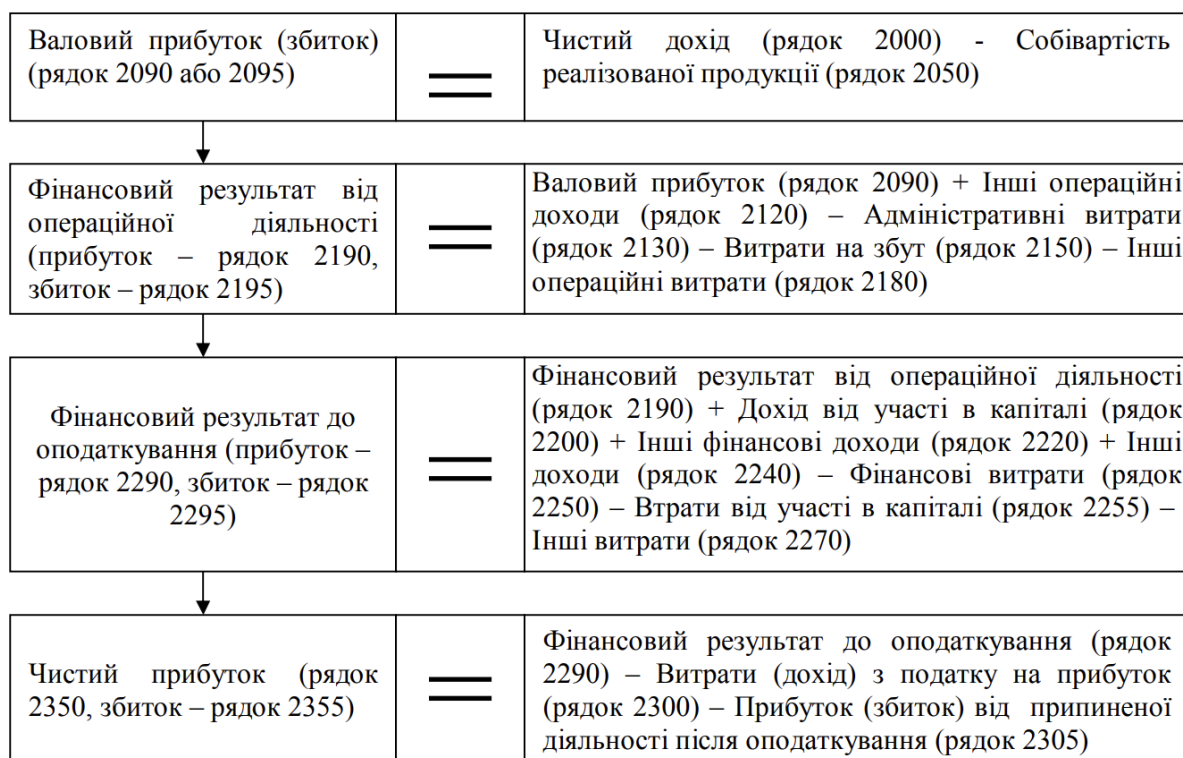 Валовий прибуток (збиток)
(рядок 2090 або 2095)
Чистий дохід (рядок 2000) - Собівартість
реалізованої продукції (рядок 2050)
Фінансовий результат від
операційної діяльності
(прибуток – рядок 2190,
збиток – рядок 2195)
Валовий прибуток (рядок 2090) + Інші операційні
доходи (рядок 2120) – Адміністративні витрати
(рядок 2130) – Витрати на збут (рядок 2150) – Інші
операційні витрати (рядок 2180)
Фінансовий результат до
оподаткування (прибуток –
рядок 2290, збиток – рядок
2295)
Фінансовий результат від операційної діяльності
(рядок 2190) + Дохід від участі в капіталі (рядок
2200) + Інші фінансові доходи (рядок 2220) + Інші
доходи (рядок 2240) – Фінансові витрати (рядок
2250) – Втрати від участі в капіталі (рядок 2255) –
Інші витрати (рядок 2270)
Чистий прибуток (рядок
2350, збиток – рядок 2355)
Фінансовий результат до оподаткування (рядок
2290) – Витрати (дохід) з податку на прибуток
(рядок 2300) – Прибуток (збиток) від припиненої
діяльності після оподаткування (рядок 2305)